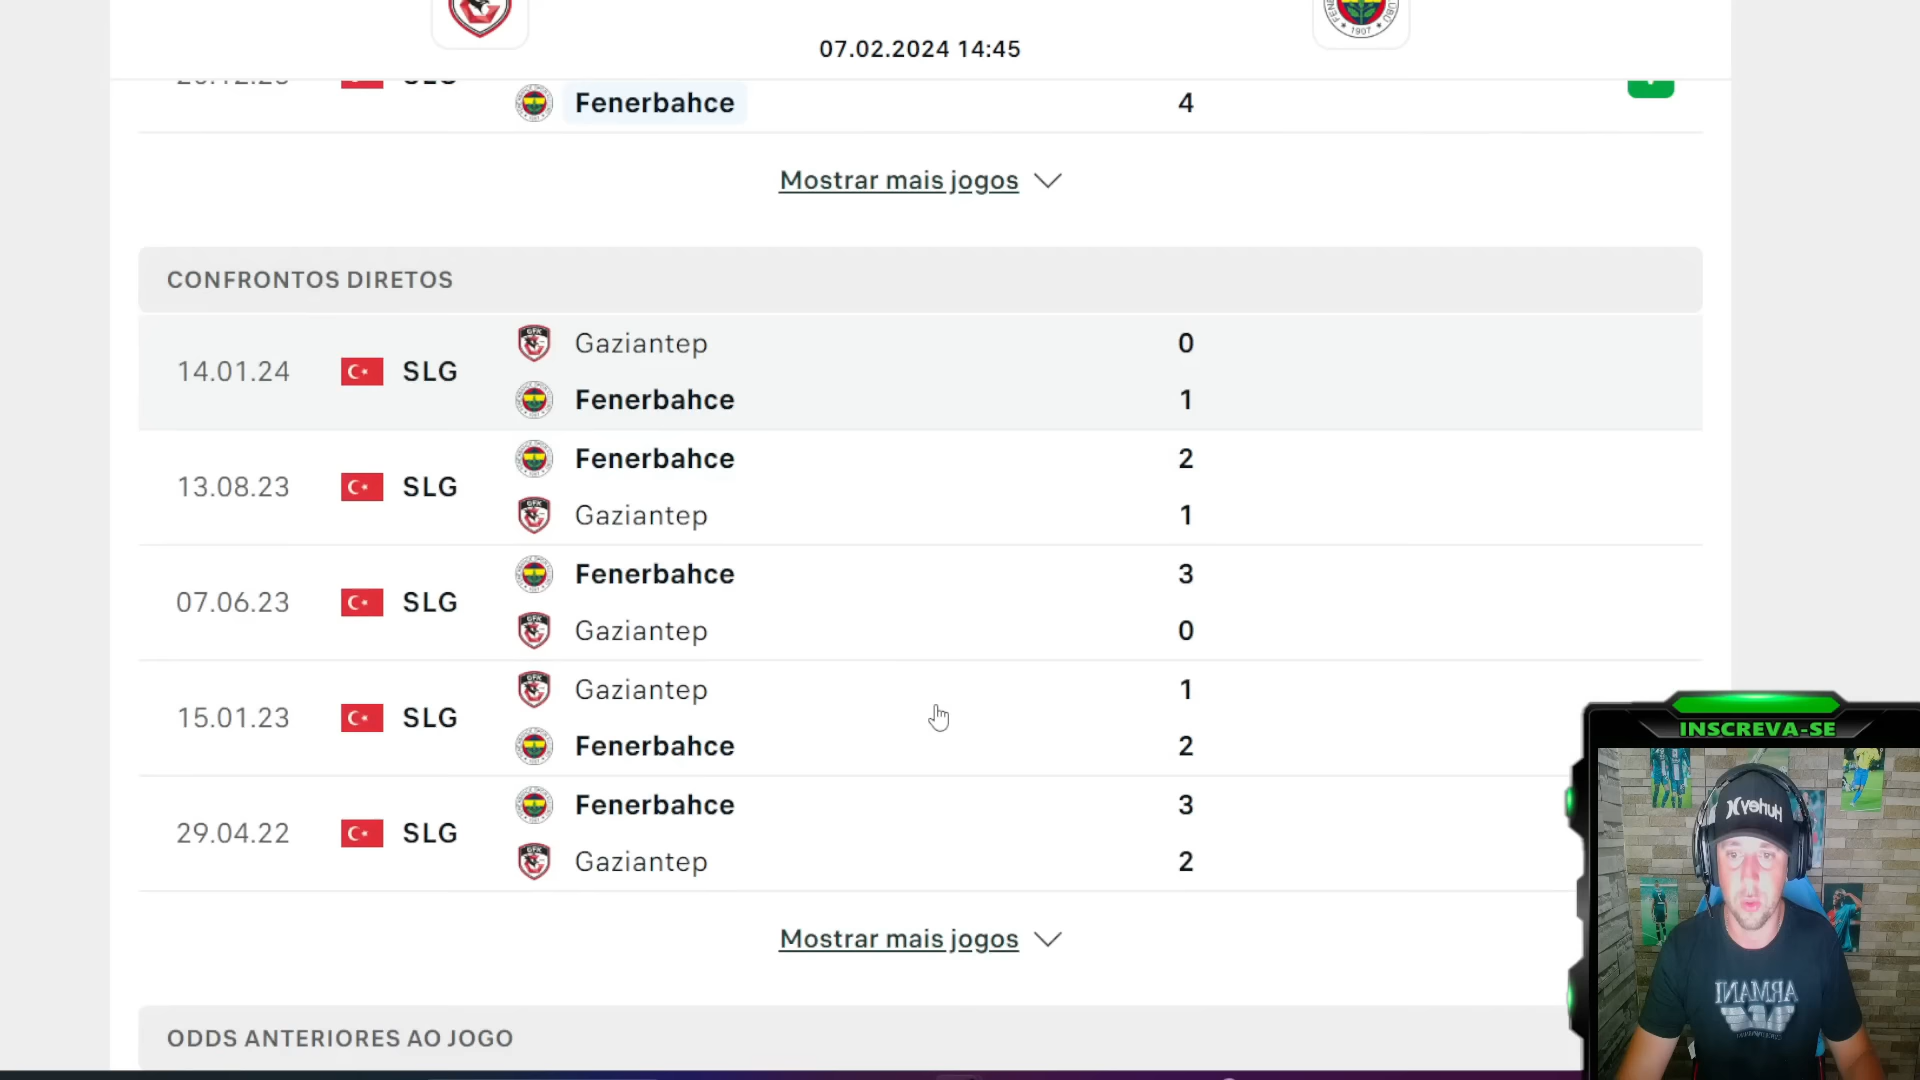 07.02.2024 14:45
Fenerbahce 4
Mostrar mais jogos
CONFRONTOS DIRETOS
14.01.24 SLG
Gaziantep 0
Fenerbahce 1
13.08.23 SLG
Fenerbahce 2
Gaziantep 1
07.06.23 SLG
Fenerbahce 3
Gaziantep 0
15.01.23 SLG
Gaziantep 1
Fenerbahce 2
29.04.22 SLG
Fenerbahce 3
Gaziantep 2
Mostrar mais jogos
ODDS ANTERIORES AO JOGO
INSCREVA-SE
Hurley
ARMANI
1907